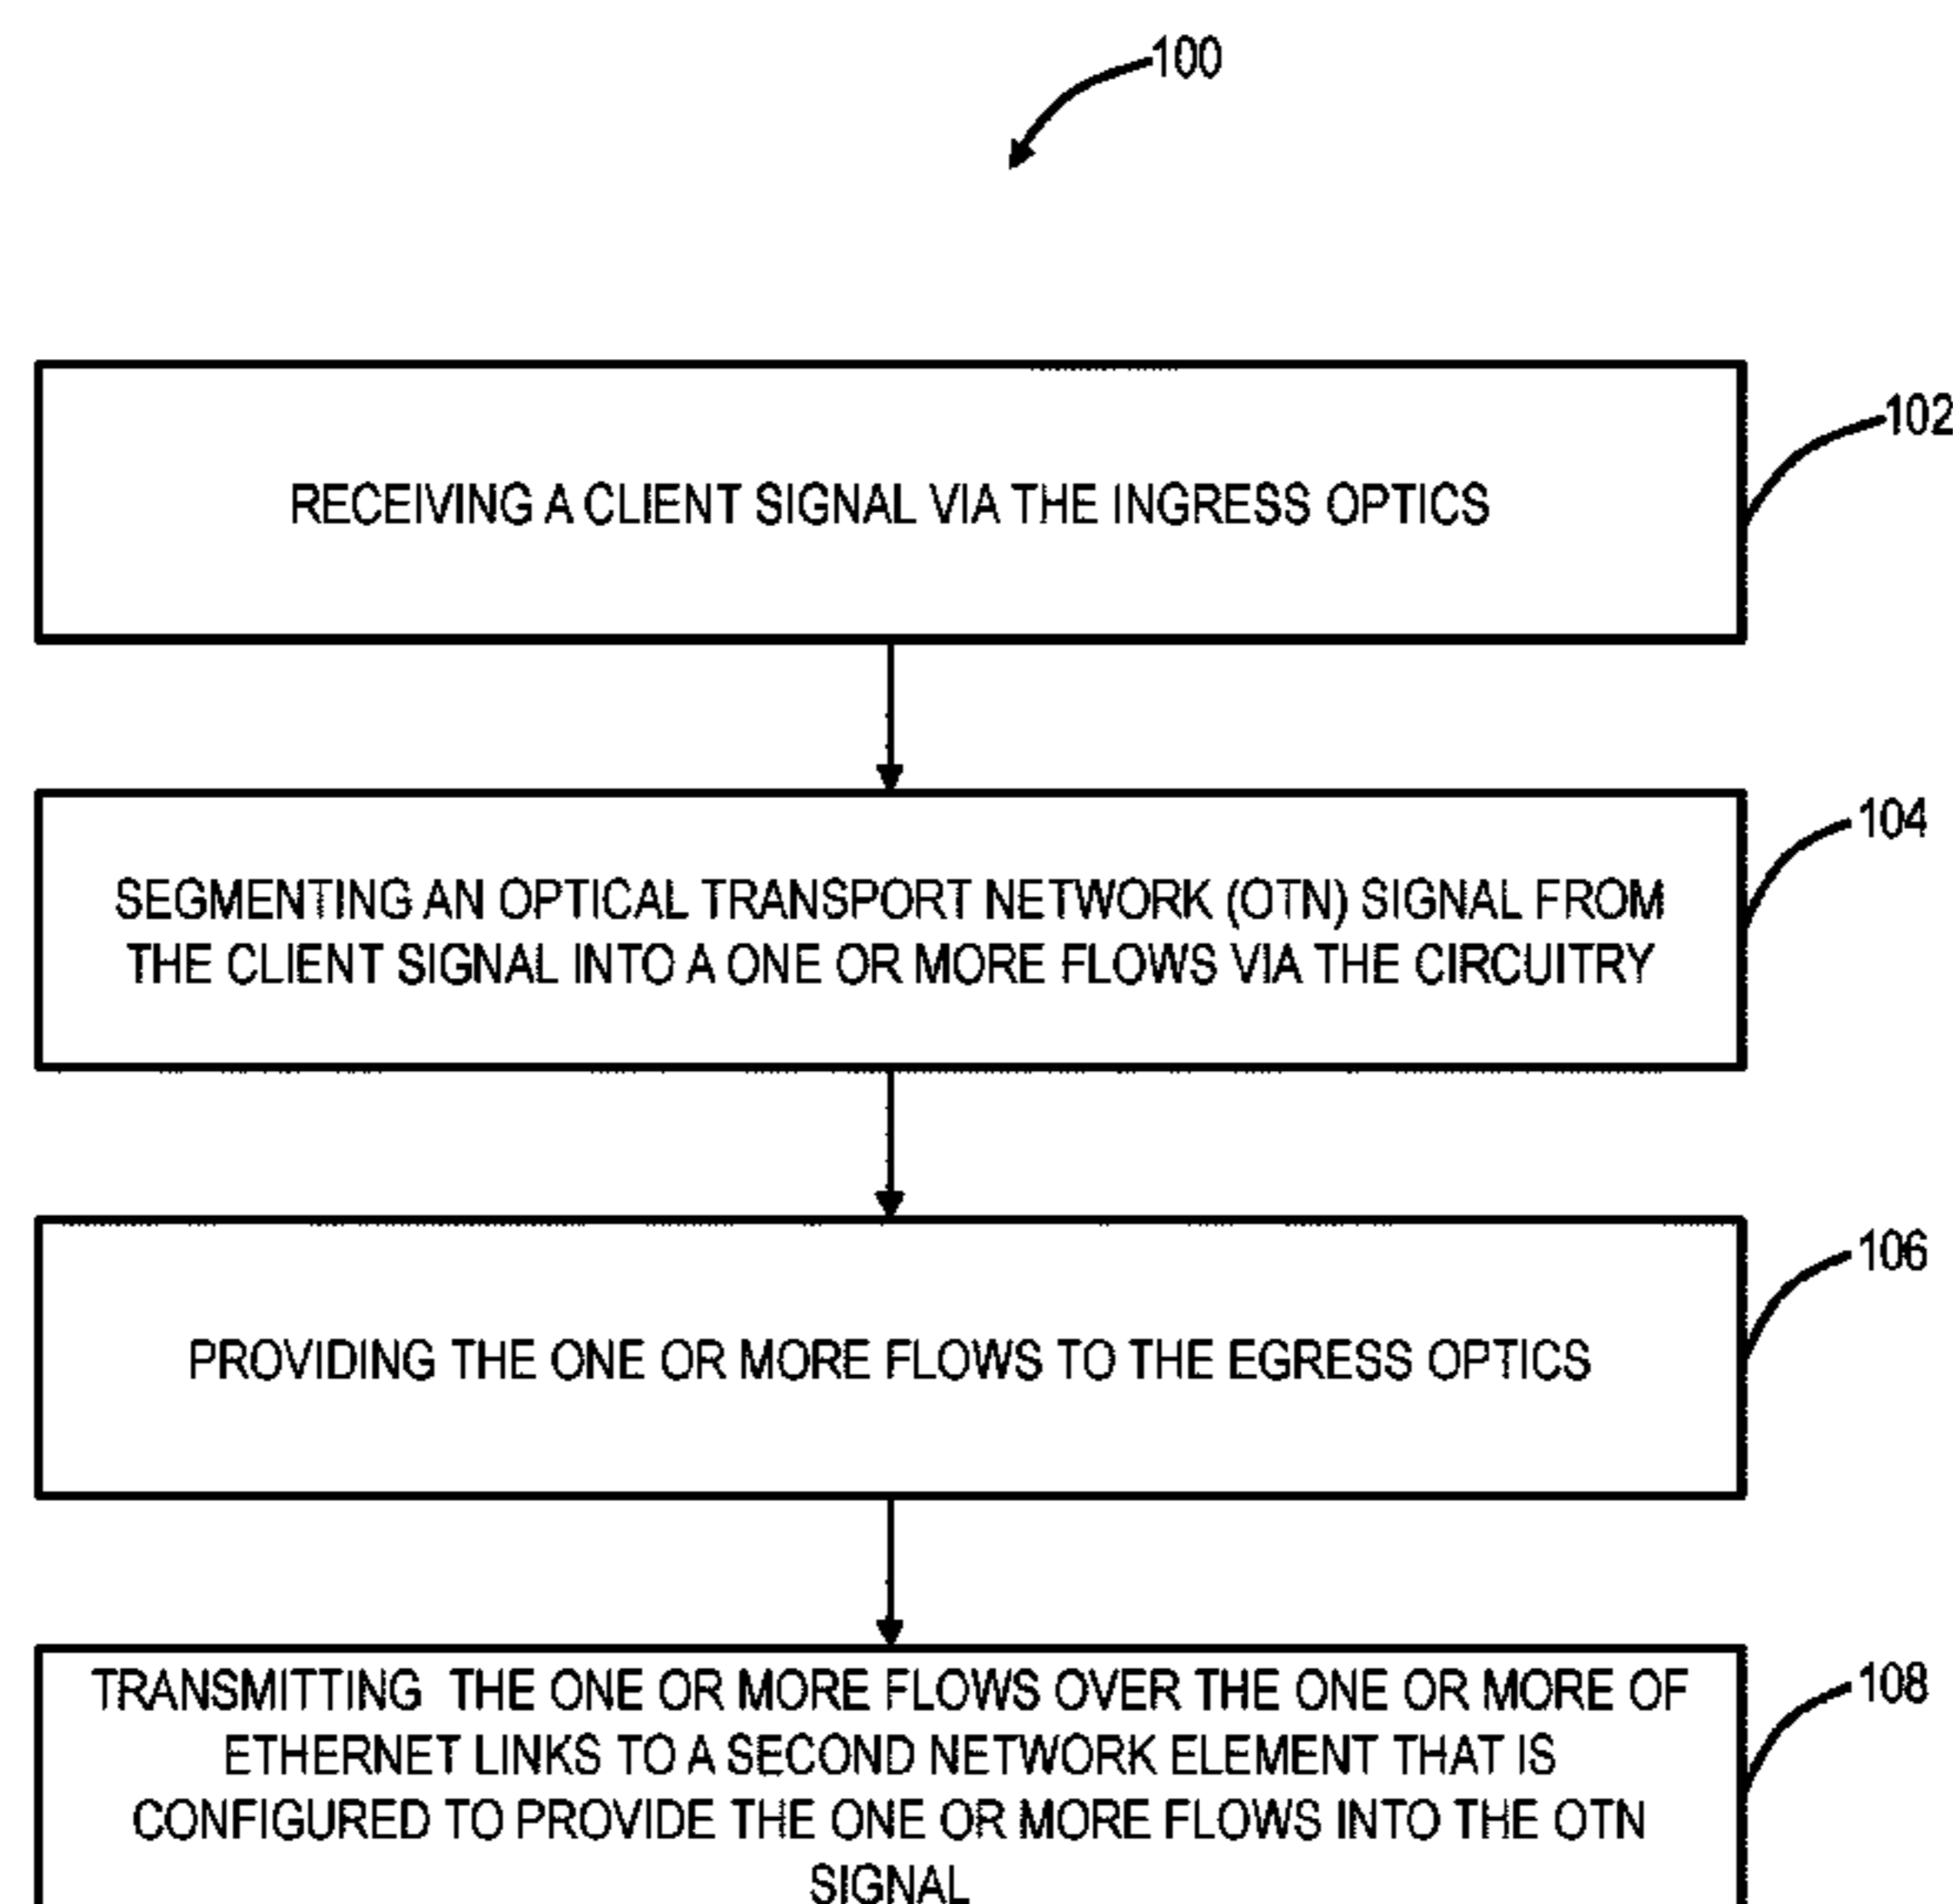 100
102
RECEIVING A CLIENT SIGNAL VIA THE INGRESS OPTICS
104
SEGMENTING AN OPTICAL TRANSPORT NETWORK (OTN) SIGNAL FROM
THE CLIENT SIGNAL INTO A ONE OR MORE FLOWS VIA THE CIRCUITRY
106
PROVIDING THE ONE OR MORE FLOWS TO THE EGRESS OPTICS
108
TRANSMITTING THE ONE OR MORE FLOWS OVER THE ONE OR MORE OF
ETHERNET LINKS TO A SECOND NETWORK ELEMENT THAT IS
CONFIGURED TO PROVIDE THE ONE OR MORE FLOWS INTO THE OTN
SIGNAL